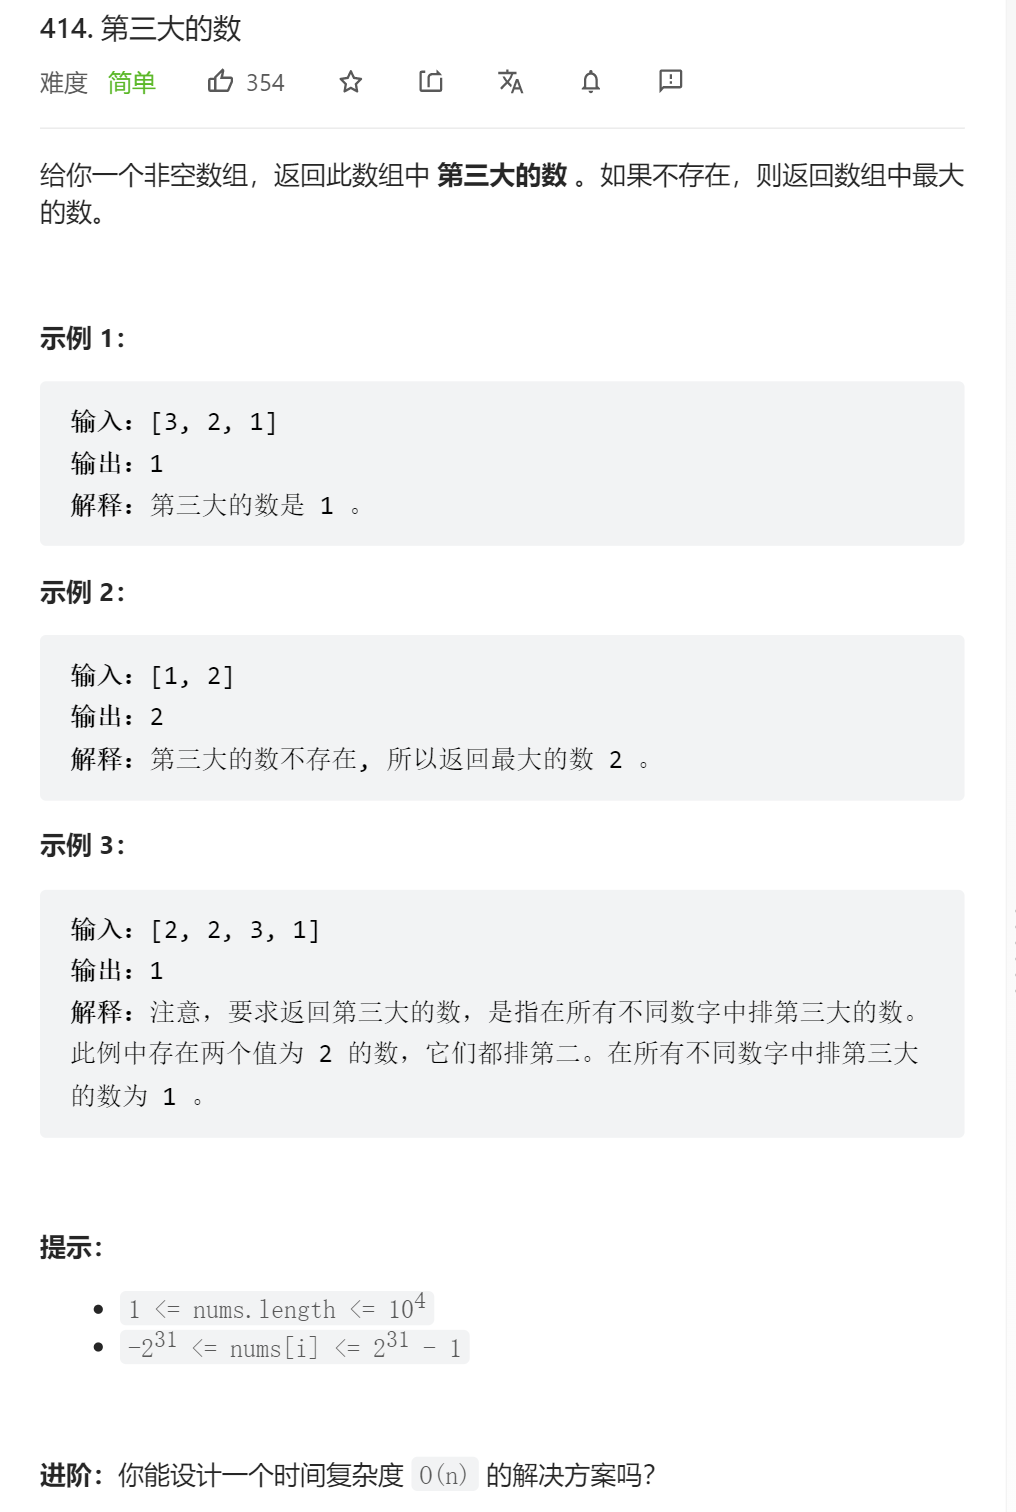 414. 第三大的数
难度 简单 354
给你一个非空数组，返回此数组中 第三大的数 。如果不存在，则返回数组中最大
的数。
示例 1：
输入：[3, 2, 1]
输出：1
解释：第三大的数是 1 。
示例 2：
输入：[1, 2]
输出：2
解释：第三大的数不存在, 所以返回最大的数 2 。
示例 3：
输入：[2, 2, 3, 1]
输出：1
解释：注意，要求返回第三大的数，是指在所有不同数字中排第三大的数。
此例中存在两个值为 2 的数，它们都排第二。在所有不同数字中排第三大
的数为 1 。
提示：
1 <= nums.length <= 10⁴
-2³¹ <= nums[i] <= 2³¹ - 1
进阶：你能设计一个时间复杂度 O(n) 的解决方案吗？